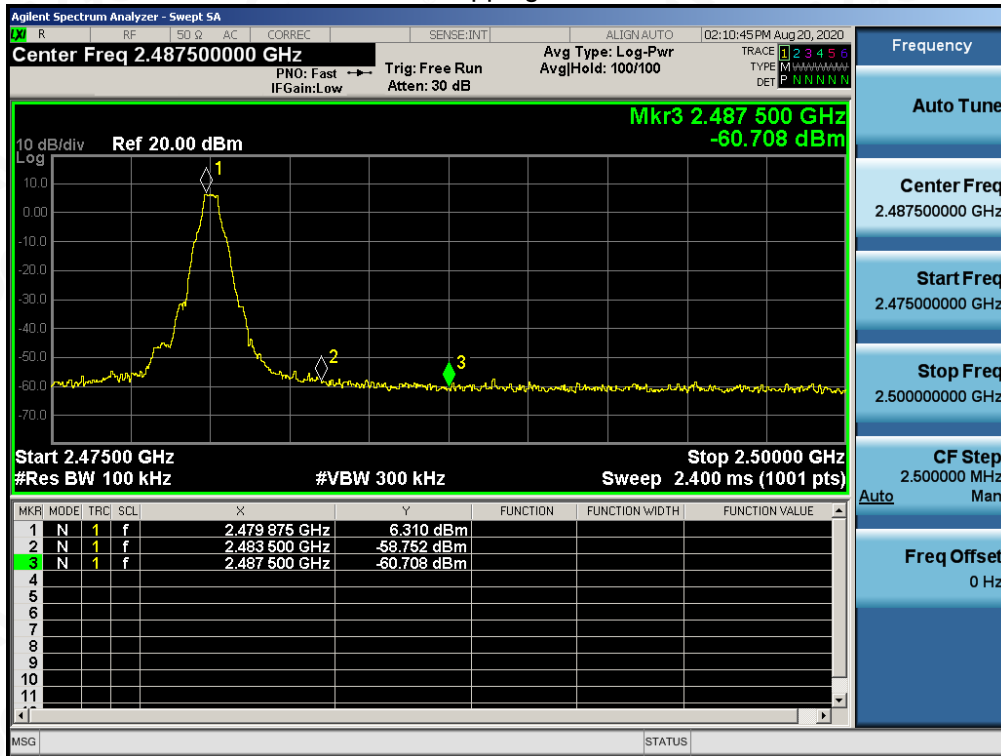 pp g
Agilent Spectrum Analyzer - Swept SA
LXI R RF 50 Ω AC CORREC SENSE:INT ALIGN AUTO 02:10:45 PM Aug 20, 2020
Center Freq 2.487500000 GHz
PNO: Fast
IFGain:Low
Trig: Free Run
Atten: 30 dB
Avg Type: Log-Pwr
Avg|Hold: 100/100
TRACE 1 2 3 4 5 6
TYPE M
DET P N N N N N
Mkr3 2.487 500 GHz
-60.708 dBm
10 dB/div Ref 20.00 dBm
Log
10.0
0.00
-10.0
-20.0
-30.0
-40.0
-50.0
-60.0
-70.0
1
2
3
Start 2.47500 GHz
Stop 2.50000 GHz
#Res BW 100 kHz
#VBW 300 kHz
Sweep 2.400 ms (1001 pts)
MKR MODE TRC SCL X Y FUNCTION FUNCTION WIDTH FUNCTION VALUE
1 N 1 f 2.479 875 GHz 6.310 dBm
2 N 1 f 2.483 500 GHz -58.752 dBm
3 N 1 f 2.487 500 GHz -60.708 dBm
4
5
6
7
8
9
10
11
MSG
STATUS
Frequency
Auto Tune
Center Freq
2.487500000 GHz
Start Freq
2.475000000 GHz
Stop Freq
2.500000000 GHz
CF Step
2.500000 MHz
Auto Man
Freq Offset
0 Hz